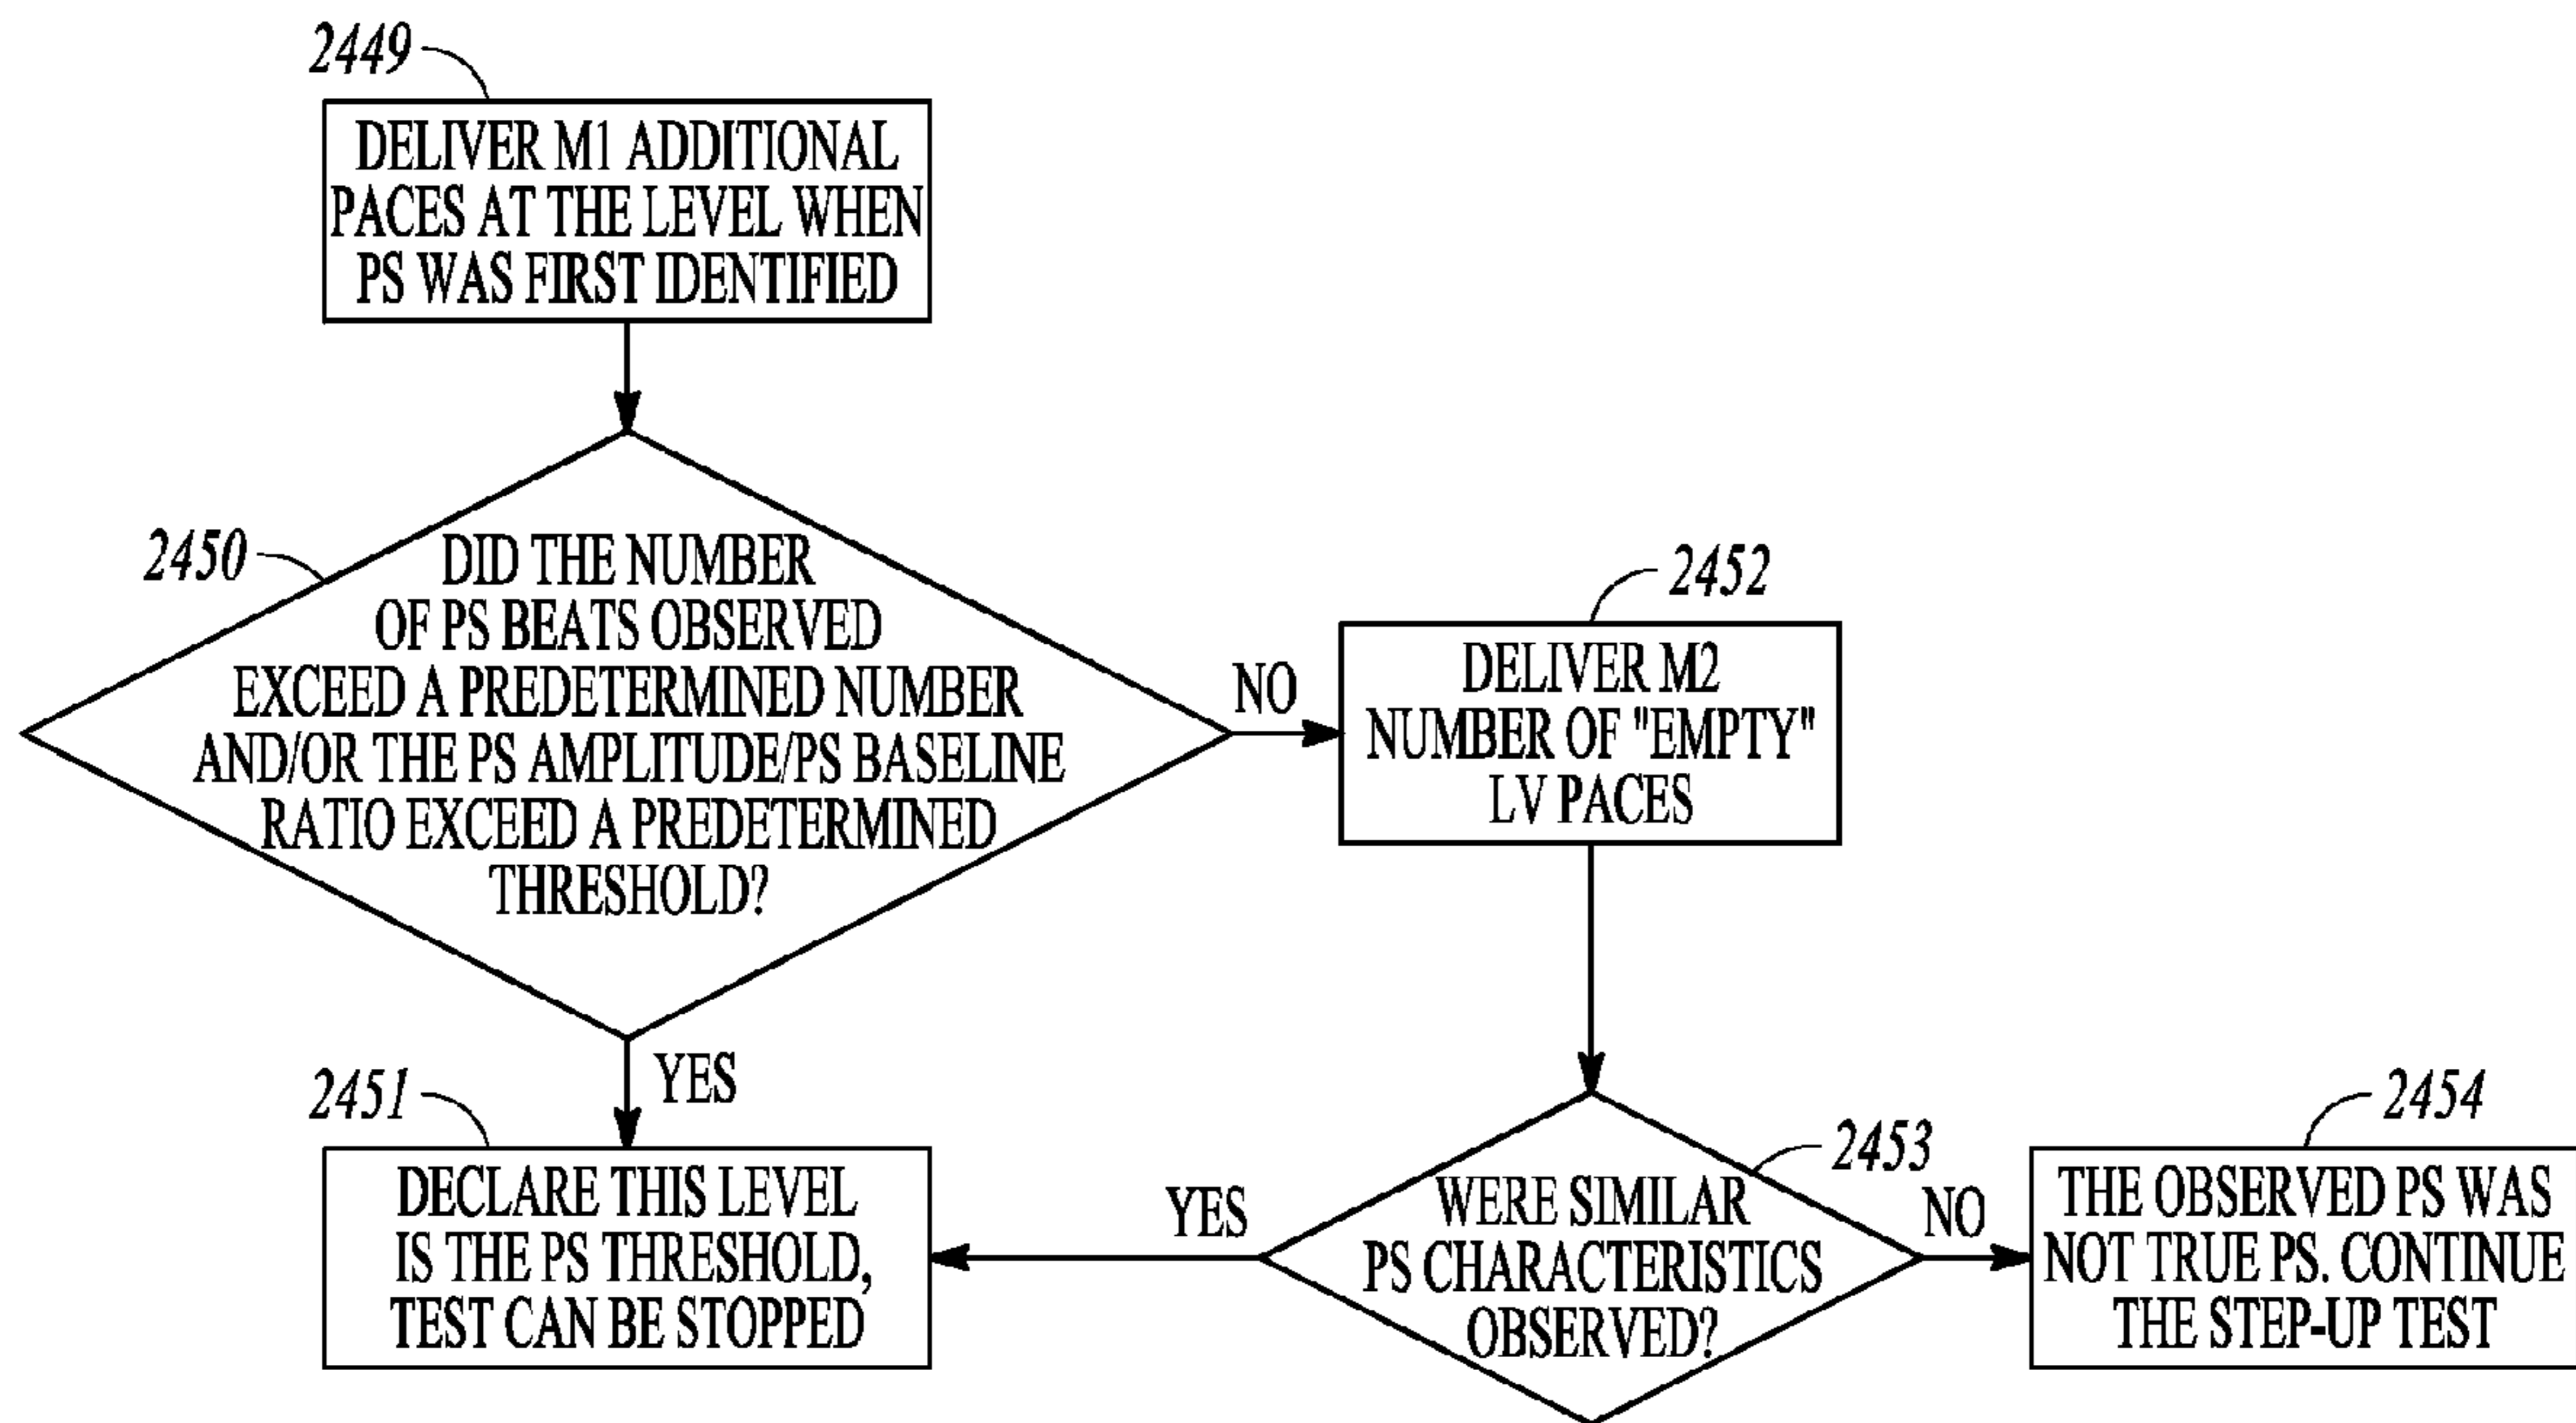 2449
DELIVER M1 ADDITIONAL
PACES AT THE LEVEL WHEN
PS WAS FIRST IDENTIFIED
2450
DID THE NUMBER
OF PS BEATS OBSERVED
EXCEED A PREDETERMINED NUMBER
AND/OR THE PS AMPLITUDE/PS BASELINE
RATIO EXCEED A PREDETERMINED
THRESHOLD?
NO
2452
DELIVER M2
NUMBER OF "EMPTY"
LV PACES
YES
2451
DECLARE THIS LEVEL
IS THE PS THRESHOLD,
TEST CAN BE STOPPED
YES
2453
WERE SIMILAR
PS CHARACTERISTICS
OBSERVED?
NO
2454
THE OBSERVED PS WAS
NOT TRUE PS. CONTINUE
THE STEP-UP TEST